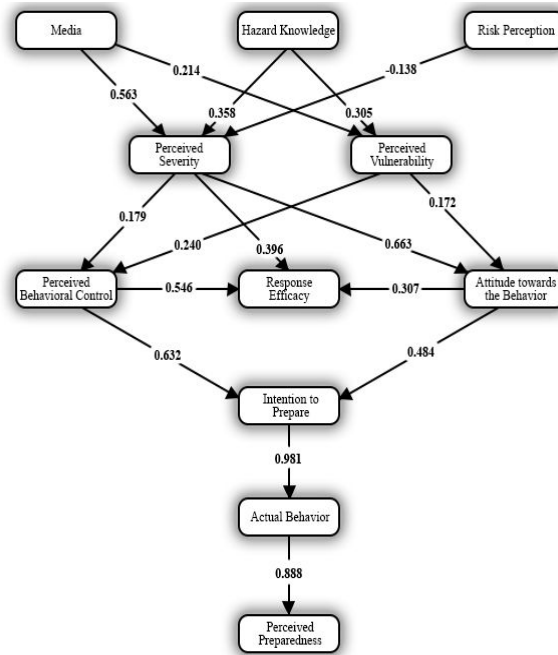 Media
Hazard Knowledge
Risk Perception
0.214
-0.138
0.563
0.358
0.305
Perceived
Severity
Perceived
Vulnerability
0.179
0.240
0.396
0.663
0.172
Perceived
Behavioral Control
0.546
Response
Efficacy
0.307
Attitude towards
the Behavior
0.632
0.484
Intention to
Prepare
0.981
Actual Behavior
0.888
Perceived
Preparedness